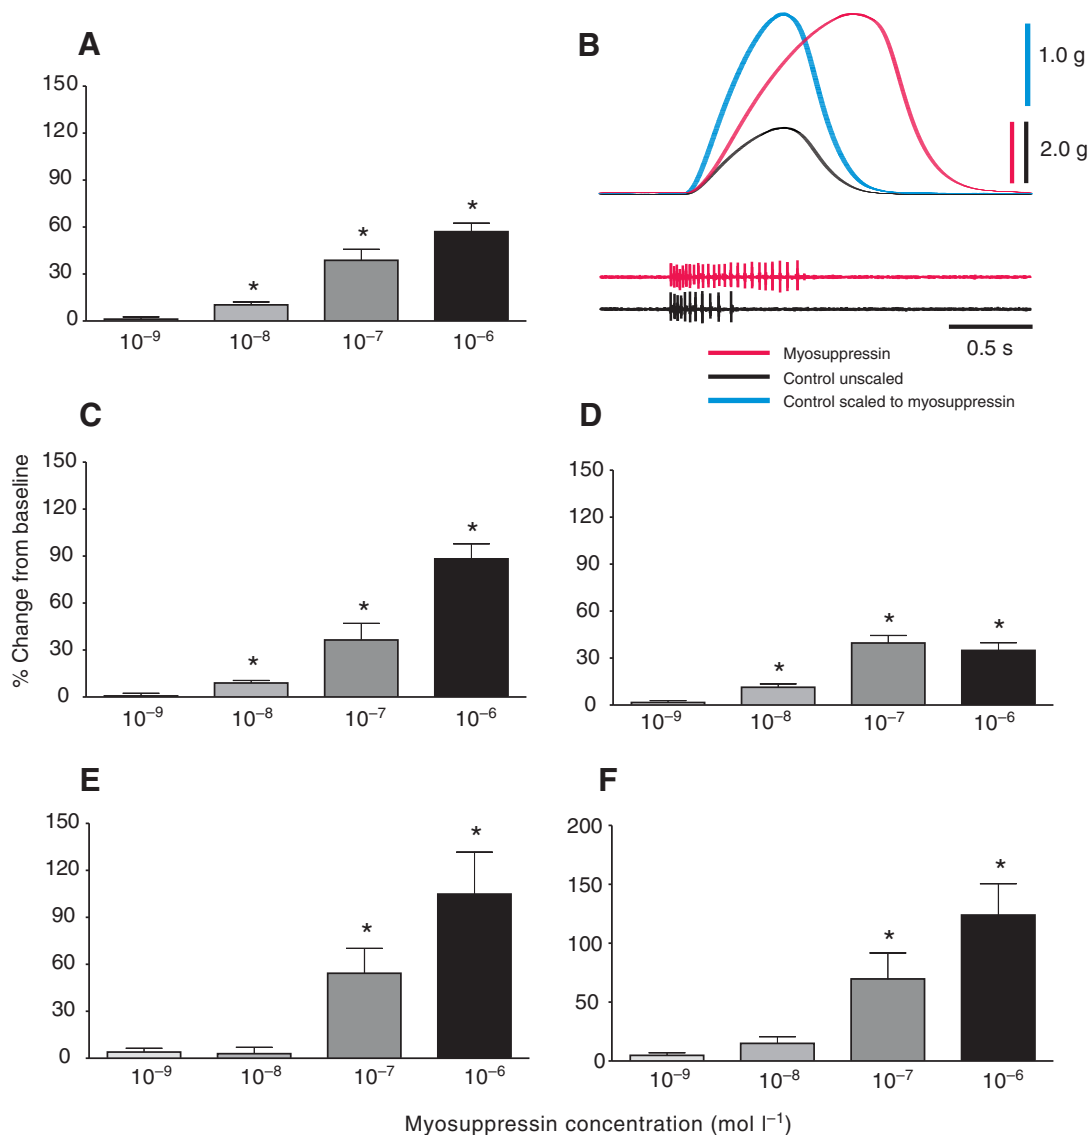 A
150
120
90
60
30
0
*
*
*
10⁻⁹ 10⁻⁸ 10⁻⁷ 10⁻⁶
B
1.0 g
2.0 g
0.5 s
Myosuppressin
Control unscaled
Control scaled to myosuppressin
% Change from baseline
C
150
120
90
60
30
0
*
*
*
10⁻⁹ 10⁻⁸ 10⁻⁷ 10⁻⁶
D
150
120
90
60
30
0
*
*
*
10⁻⁹ 10⁻⁸ 10⁻⁷ 10⁻⁶
E
150
120
90
60
30
0
*
*
10⁻⁹ 10⁻⁸ 10⁻⁷ 10⁻⁶
F
200
150
100
50
0
*
*
10⁻⁹ 10⁻⁸ 10⁻⁷ 10⁻⁶
Myosuppressin concentration (mol l⁻¹)